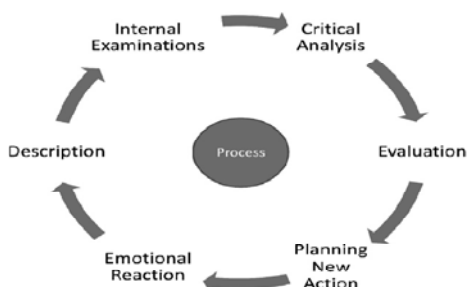 Internal
Examinations
Critical
Analysis
Description
Process
Evaluation
Emotional
Reaction
Planning
New
Action